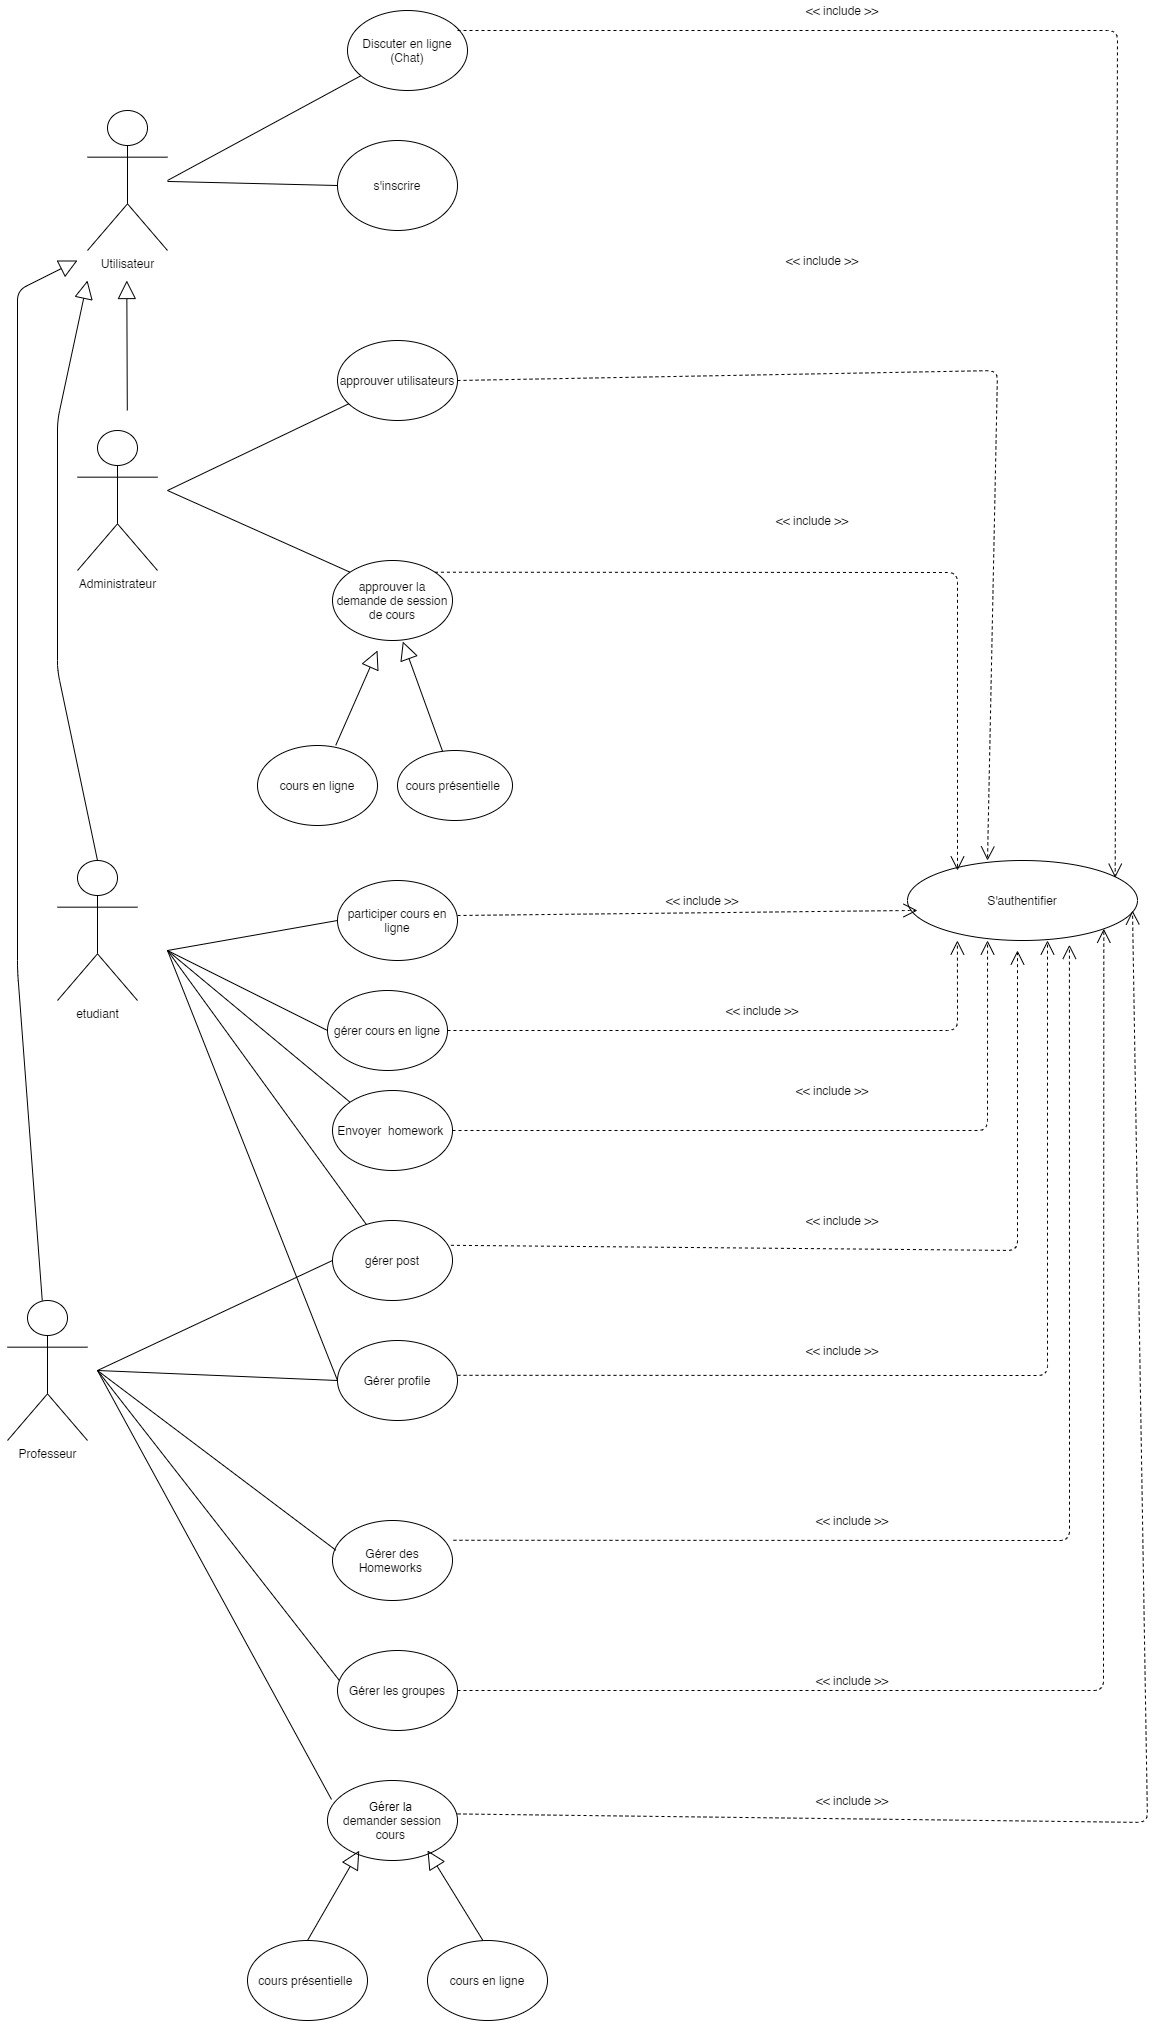 << include >>
Discuter en ligne
(Chat)
s'inscrire
Utilisateur
<< include >>
approuver utilisateurs
<< include >>
Administrateur
approuver la
demande de session
de cours
cours en ligne
cours présentielle
participer cours en
ligne
<< include >>
S'authentifier
etudiant
<< include >>
gérer cours en ligne
<< include >>
Envoyer  homework
<< include >>
gérer post
<< include >>
Gérer profile
Professeur
<< include >>
Gérer des
Homeworks
<< include >>
Gérer les groupes
<< include >>
Gérer la
demander session
cours
cours présentielle
cours en ligne